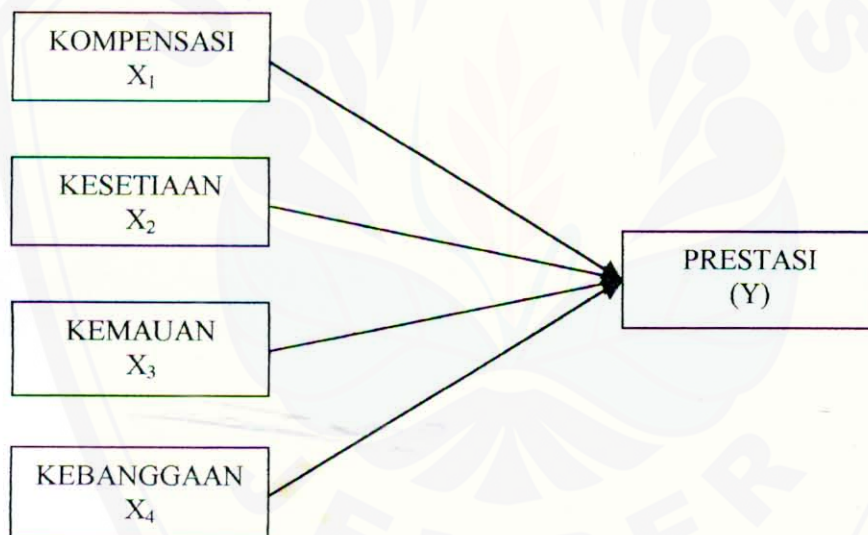 KOMPENSASI
X₁
KESETIAAN
X₂
KEMAUAN
X₃
KEBANGGAAN
X₄
PRESTASI
(Y)